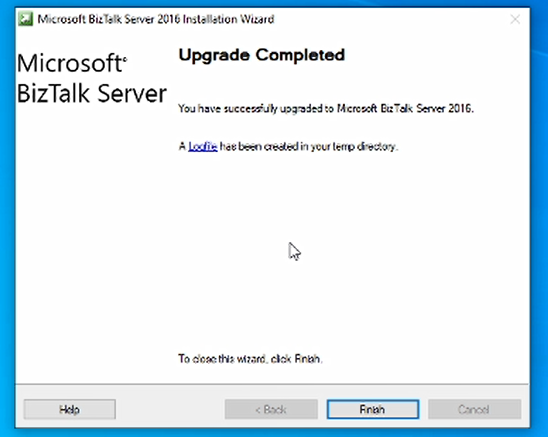 Microsoft BizTalk Server 2016 Installation Wizard
Microsoft®
BizTalk Server
Upgrade Completed
You have successfully upgraded to Microsoft BizTalk Server 2016.
A Logfile has been created in your temp directory.
To close this wizard, click Finish.
Help
< Back
Finish
Cancel